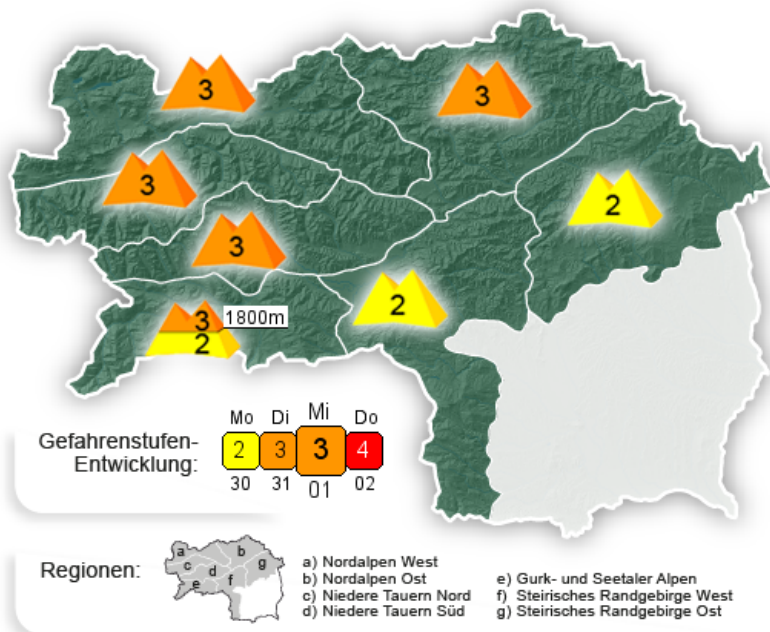 3
3
3
2
3
2
3 1800m
2
Mo Di Mi Do
Gefahrenstufen-
Entwicklung:
2 3 3 4
30 31 01 02
Regionen:
a b
c d g
e f
a) Nordalpen West
b) Nordalpen Ost
c) Niedere Tauern Nord
d) Niedere Tauern Süd
e) Gurk- und Seetaler Alpen
f) Steirisches Randgebirge West
g) Steirisches Randgebirge Ost